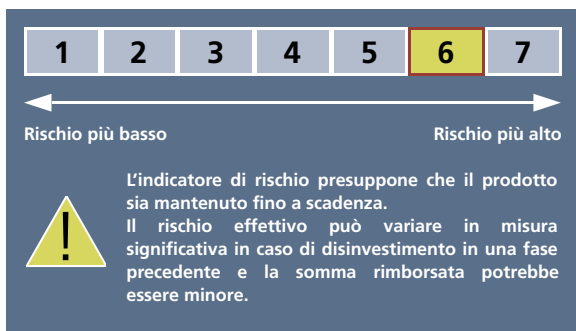 1 2 3 4 5 6 7
Rischio più basso Rischio più alto
L'indicatore di rischio presuppone che il prodotto
sia mantenuto fino a scadenza.
Il rischio effettivo può variare in misura
significativa in caso di disinvestimento in una fase
precedente e la somma rimborsata potrebbe
essere minore.
!